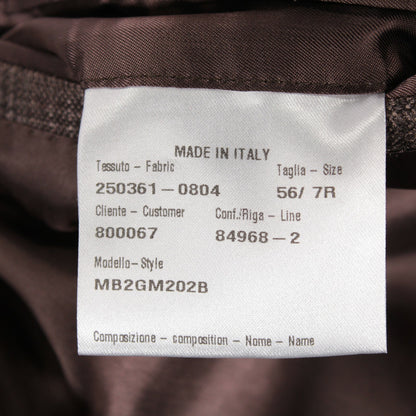 MADE IN ITALY
Tessuto - Fabric Taglia - Size
250361-0804 56/ 7R
Cliente - Customer Conf./Riga - Line
800067 84968-2
Modello-Style
MB2GM202B
Composizione - composition - Nome - Name